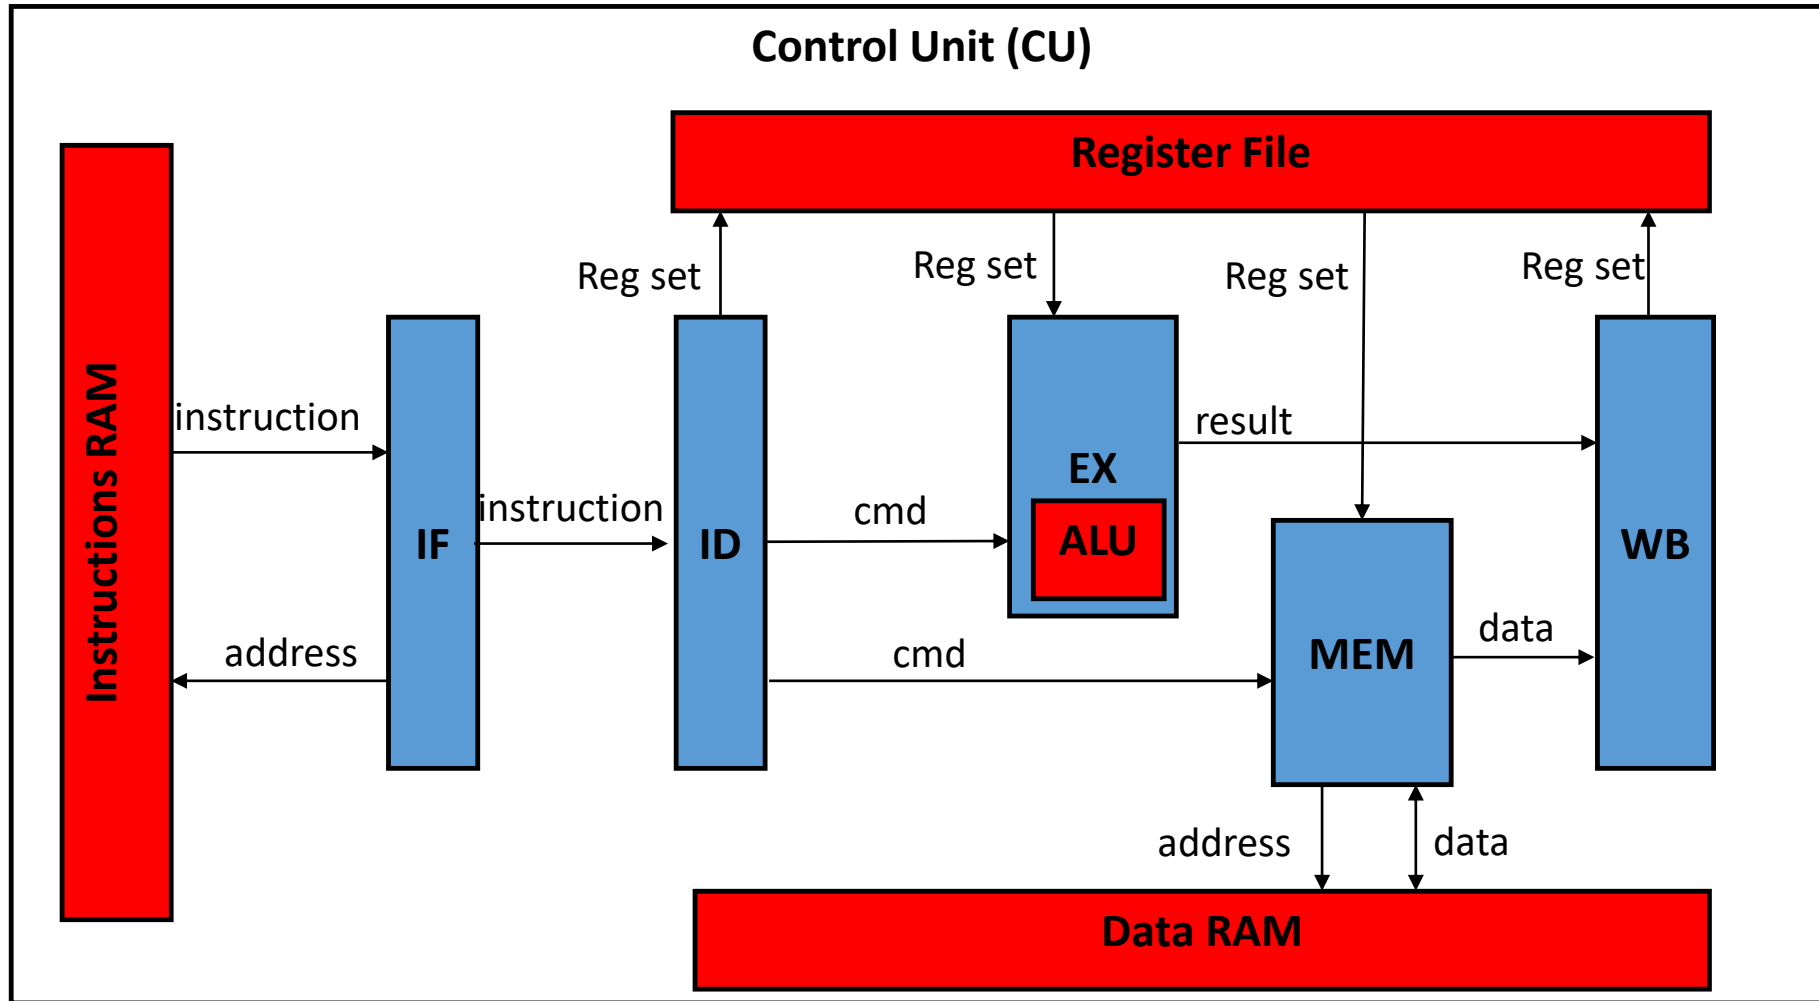 Control Unit (CU)
Register File
Reg set
Reg set
Reg set
Reg set
Instructions RAM
instruction
address
IF
instruction
ID
cmd
cmd
EX
ALU
result
MEM
data
WB
address
data
Data RAM